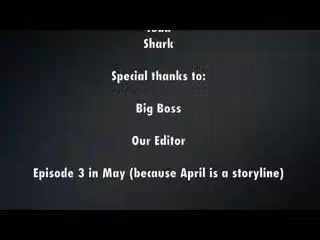 Shark
Special thanks to:
Big Boss
Our Editor
Episode 3 in May (because April is a storyline)